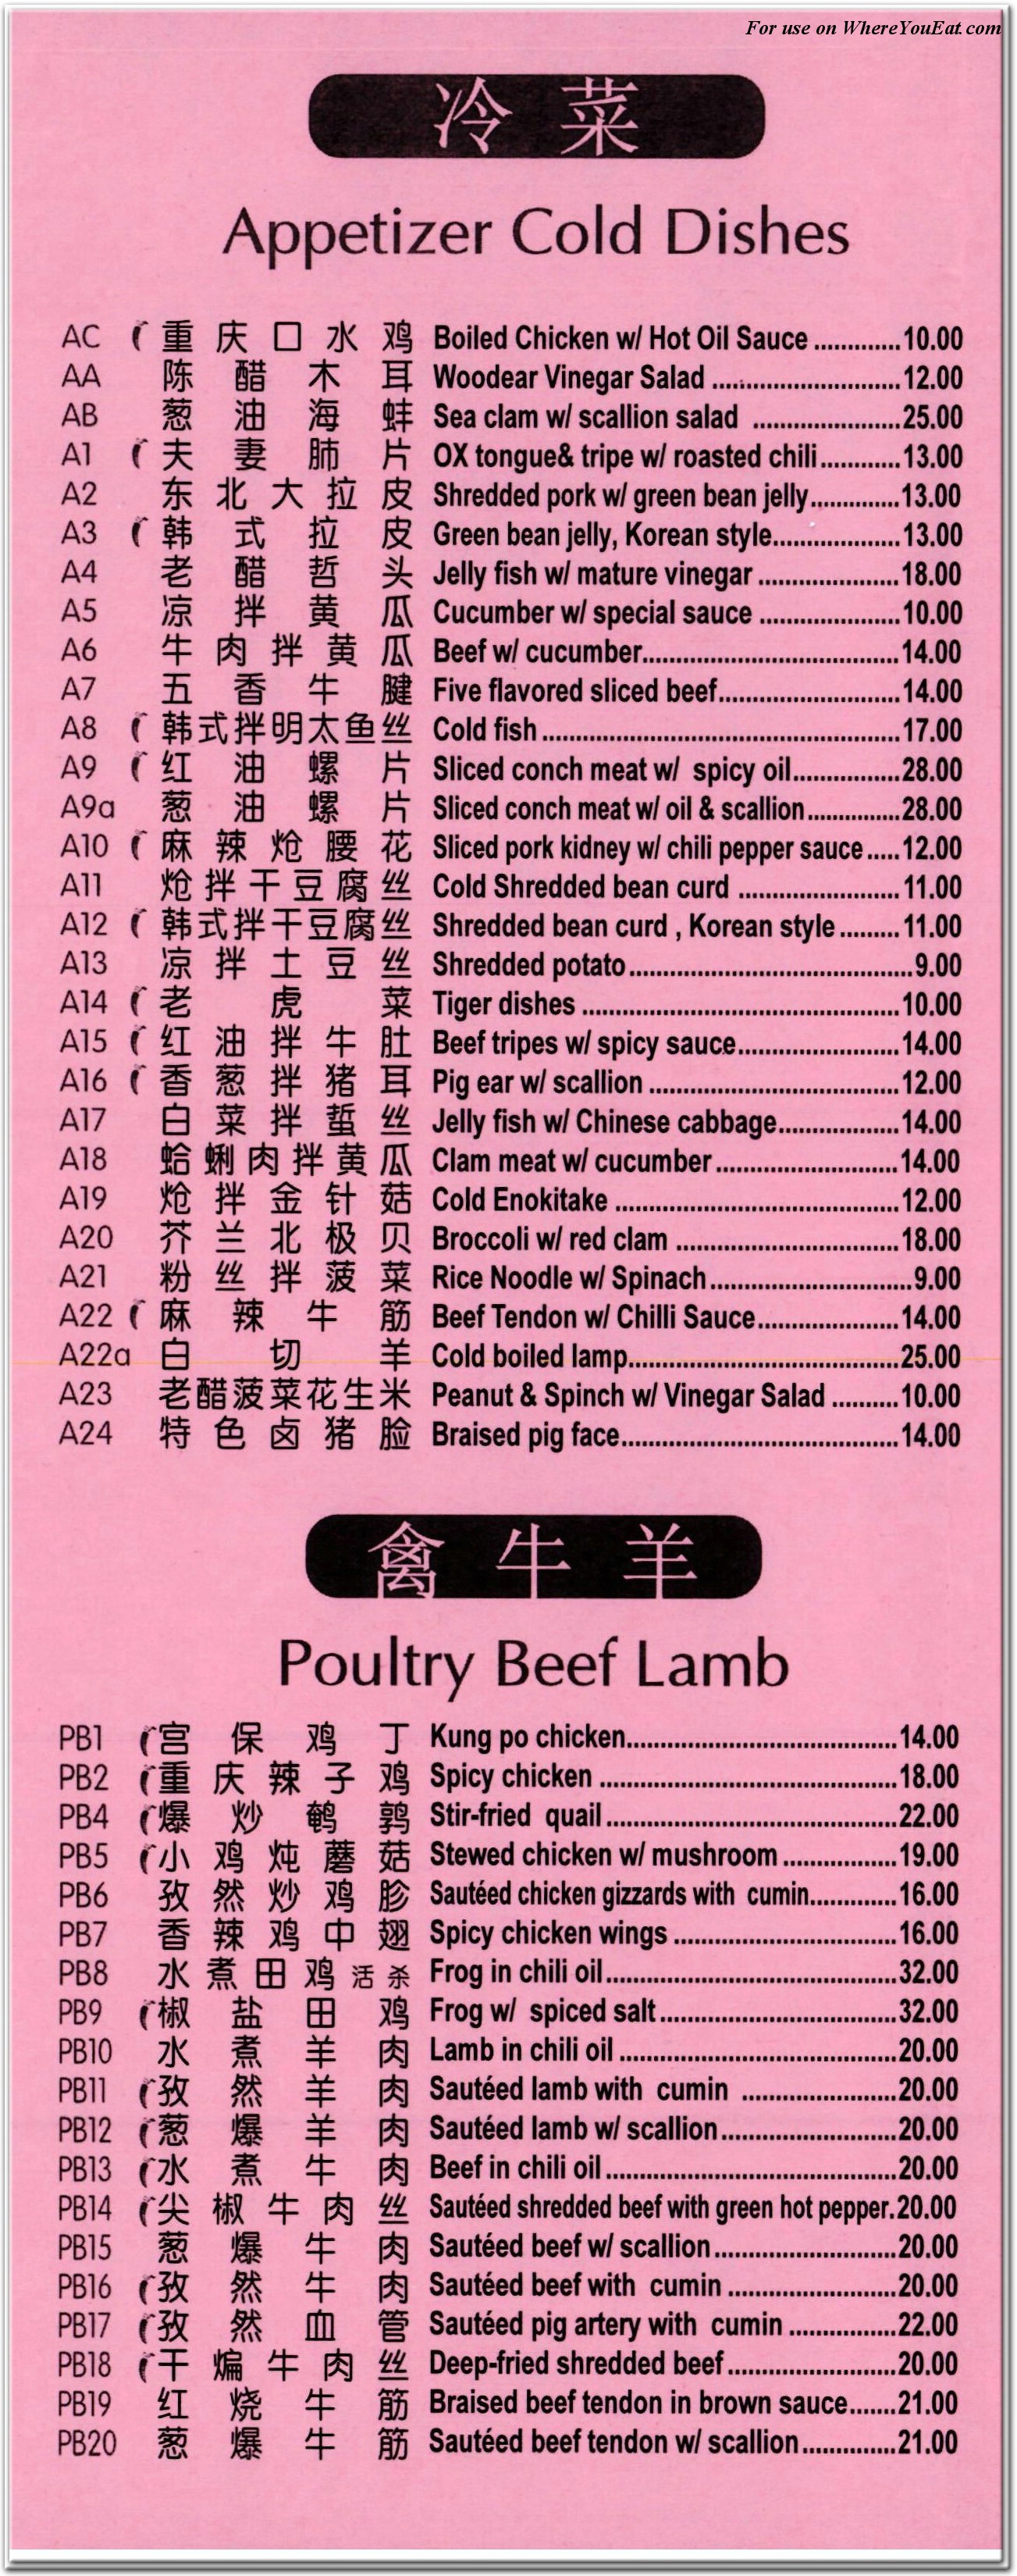 For use on WhereYouEat.com
冷菜
Appetizer Cold Dishes
AC 重庆口水鸡 Boiled Chicken w/ Hot Oil Sauce .............10.00
AA 陈醋木耳 Woodear Vinegar Salad ............................12.00
AB 葱油海蚌 Sea clam w/ scallion salad ......................25.00
A1 夫妻肺片 OX tongue& tripe w/ roasted chili............13.00
A2 东北大拉皮 Shredded pork w/ green bean jelly.............13.00
A3 韩式拉皮 Green bean jelly, Korean style...................13.00
A4 老醋哲头 Jelly fish w/ mature vinegar .....................18.00
A5 凉拌黄瓜 Cucumber w/ special sauce .....................10.00
A6 牛肉拌黄瓜 Beef w/ cucumber......................................14.00
A7 五香牛腱 Five flavored sliced beef...........................14.00
A8 韩式拌明太鱼丝 Cold fish .....................................................17.00
A9 红油螺片 Sliced conch meat w/ spicy oil................28.00
A9a 葱油螺片 Sliced conch meat w/ oil & scallion..............28.00
A10 麻辣炝腰花 Sliced pork kidney w/ chili pepper sauce .....12.00
A11 炝拌干豆腐丝 Cold Shredded bean curd ........................11.00
A12 韩式拌干豆腐丝 Shredded bean curd , Korean style .........11.00
A13 凉拌土豆丝 Shredded potato..........................................9.00
A14 老虎菜 Tiger dishes ...............................................10.00
A15 红油拌牛肚 Beef tripes w/ spicy sauce........................14.00
A16 香葱拌猪耳 Pig ear w/ scallion .....................................12.00
A17 白菜拌蜇丝 Jelly fish w/ Chinese cabbage..................14.00
A18 蛤蜊肉拌黄瓜 Clam meat w/ cucumber...........................14.00
A19 炝拌金针菇 Cold Enokitake ..........................................12.00
A20 芥兰北极贝 Broccoli w/ red clam .................................18.00
A21 粉丝拌菠菜 Rice Noodle w/ Spinach..............................9.00
A22 麻辣牛筋 Beef Tendon w/ Chilli Sauce.....................14.00
A22a 白切羊 Cold boiled lamp........................................25.00
A23 老醋菠菜花生米 Peanut & Spinch w/ Vinegar Salad ..........10.00
A24 特色卤猪脸 Braised pig face.........................................14.00
禽牛羊
Poultry Beef Lamb
PB1 宫保鸡丁 Kung po chicken........................................14.00
PB2 重庆辣子鸡 Spicy chicken ............................................18.00
PB4 爆炒鹌鹑 Stir-fried quail...........................................22.00
PB5 小鸡炖蘑菇 Stewed chicken w/ mushroom .................19.00
PB6 孜然炒鸡胗 Sautéed chicken gizzards with cumin.............16.00
PB7 香辣鸡中翅 Spicy chicken wings .................................16.00
PB8 水煮田鸡活杀 Frog in chili oil...........................................32.00
PB9 椒盐田鸡 Frog w/ spiced salt...................................32.00
PB10 水煮羊肉 Lamb in chili oil .........................................20.00
PB11 孜然羊肉 Sautéed lamb with cumin .......................20.00
PB12 葱爆羊肉 Sautéed lamb w/ scallion..........................20.00
PB13 水煮牛肉 Beef in chili oil...........................................20.00
PB14 尖椒牛肉丝 Sautéed shredded beef with green hot pepper.20.00
PB15 葱爆牛肉 Sautéed beef w/ scallion...........................20.00
PB16 孜然牛肉 Sautéed beef with cumin .........................20.00
PB17 孜然血管 Sautéed pig artery with cumin ................22.00
PB18 干煸牛肉丝 Deep-fried shredded beef.........................20.00
PB19 红烧牛筋 Braised beef tendon in brown sauce.......21.00
PB20 葱爆牛筋 Sautéed beef tendon w/ scallion..............21.00